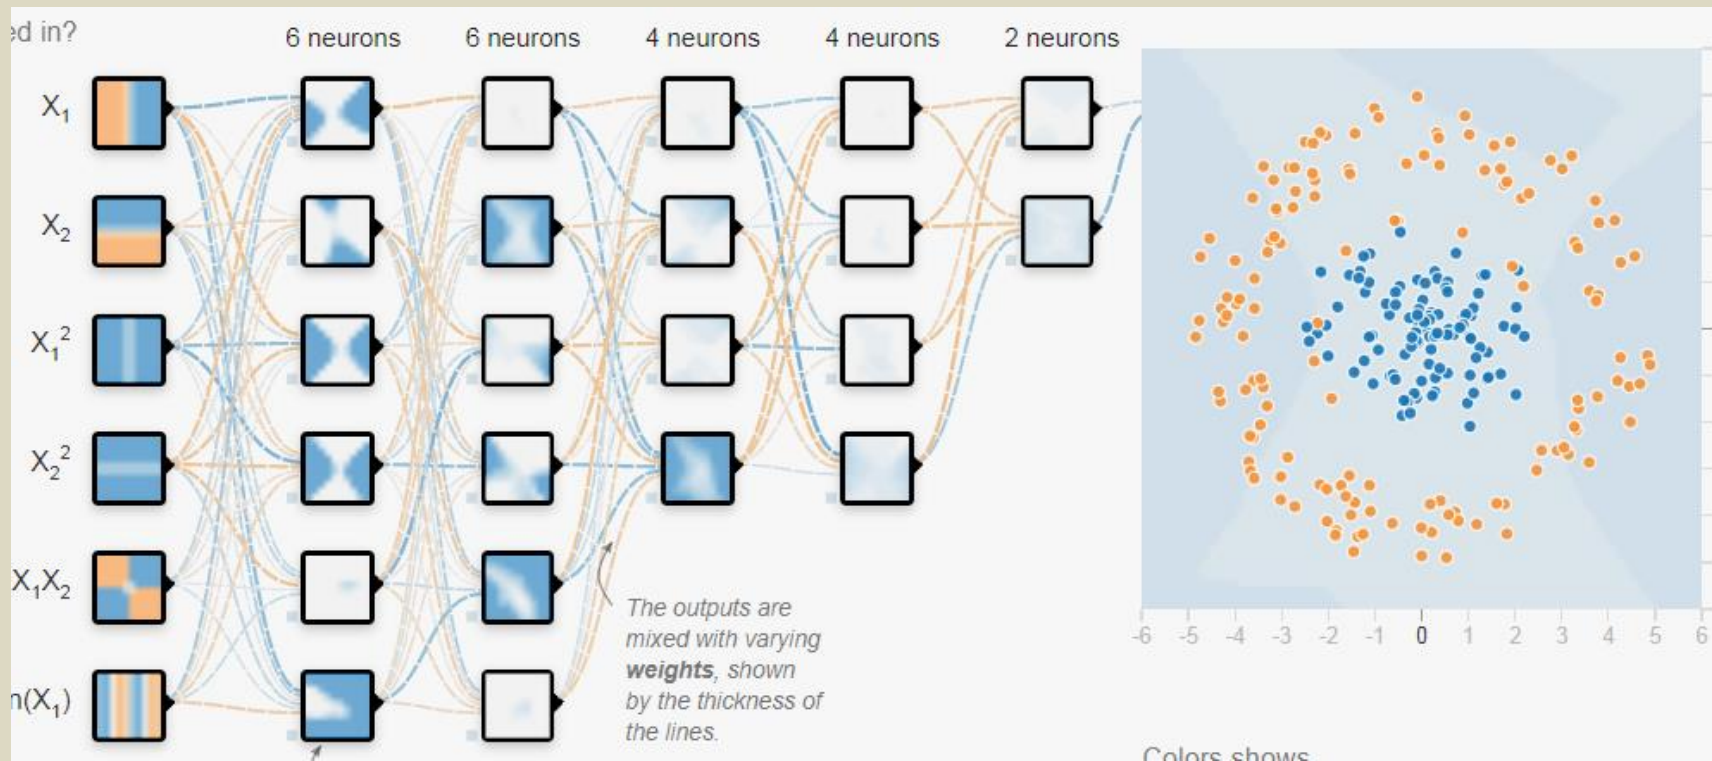 ed in?
6 neurons 6 neurons 4 neurons 4 neurons 2 neurons
X1
X2
X1²
X2²
X1X2
n(X1)
The outputs are
mixed with varying
weights, shown
by the thickness of
the lines.
-6 -5 -4 -3 -2 -1 0 1 2 3 4 5 6
Colors shows